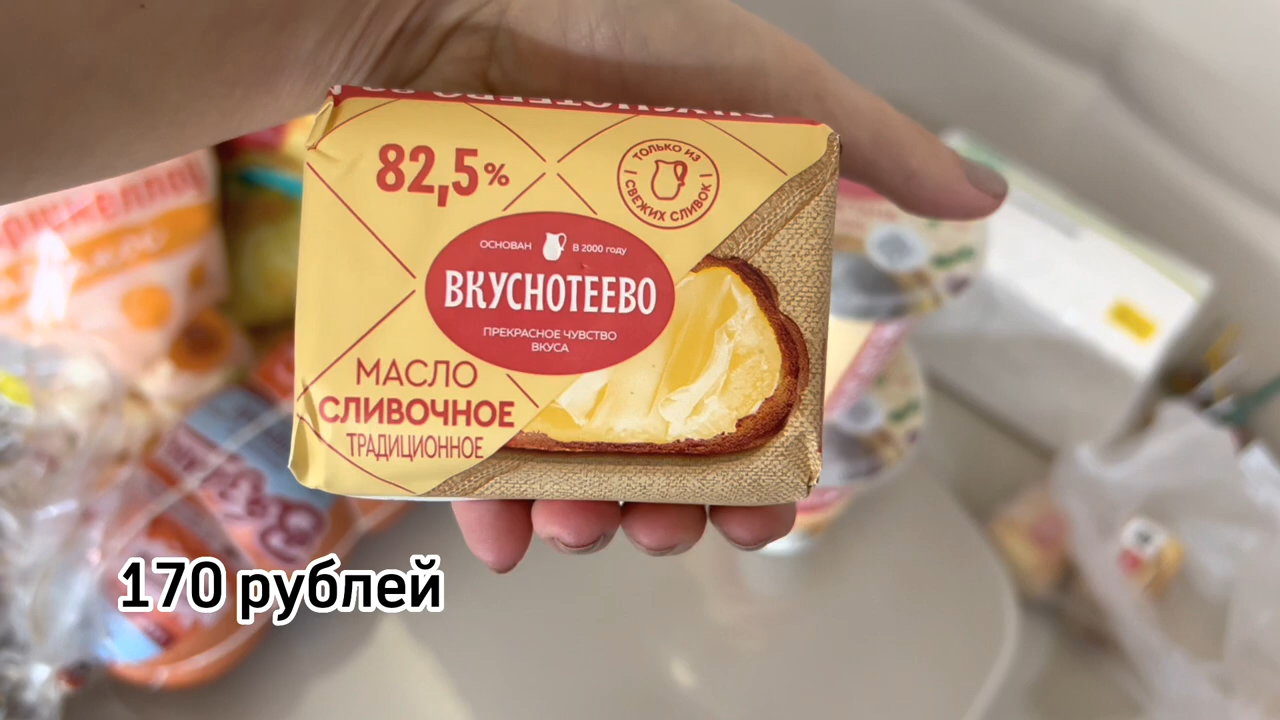 82,5%
ТОЛЬКО ИЗ
СВЕЖИХ СЛИВОК
ОСНОВАН В 2000 году
ВКУСНОТЕЕВО
ПРЕКРАСНОЕ ЧУВСТВО
ВКУСА
МАСЛО
СЛИВОЧНОЕ
ТРАДИЦИОННОЕ
170 рублей